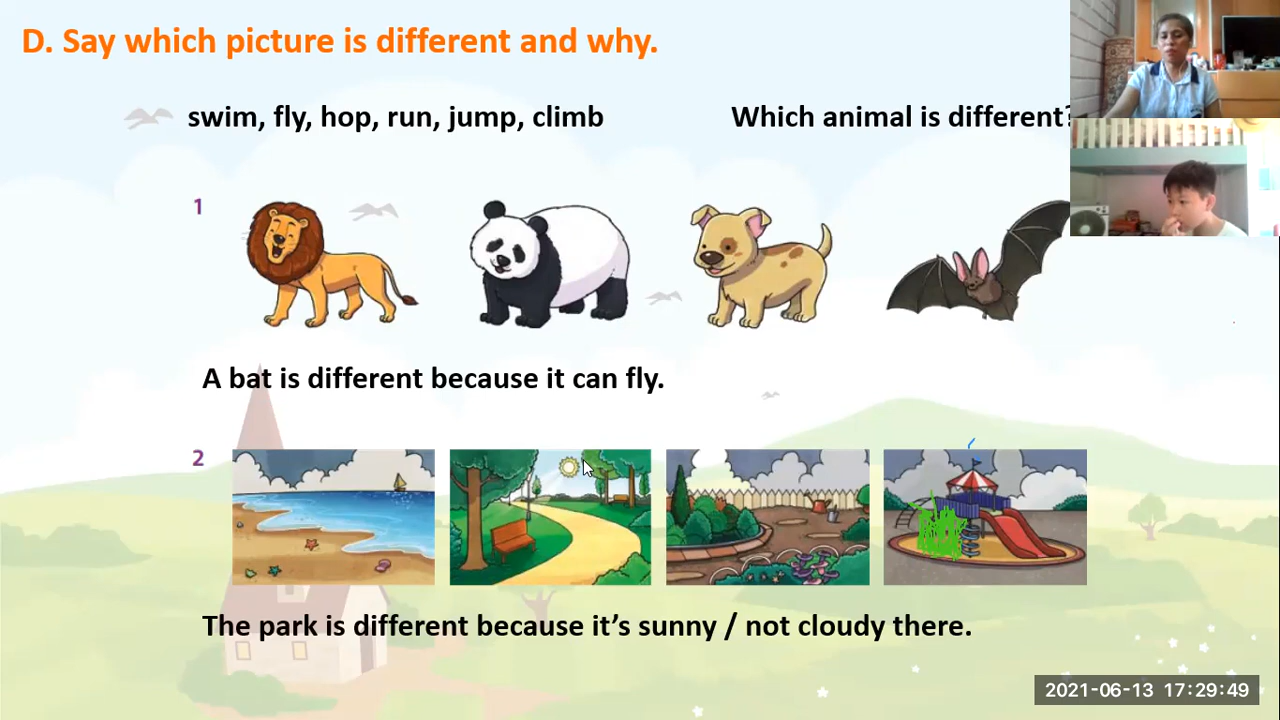 D. Say which picture is different and why.
swim, fly, hop, run, jump, climb
Which animal is different?
1
A bat is different because it can fly.
2
The park is different because it's sunny / not cloudy there.
2021-06-13 17:29:49